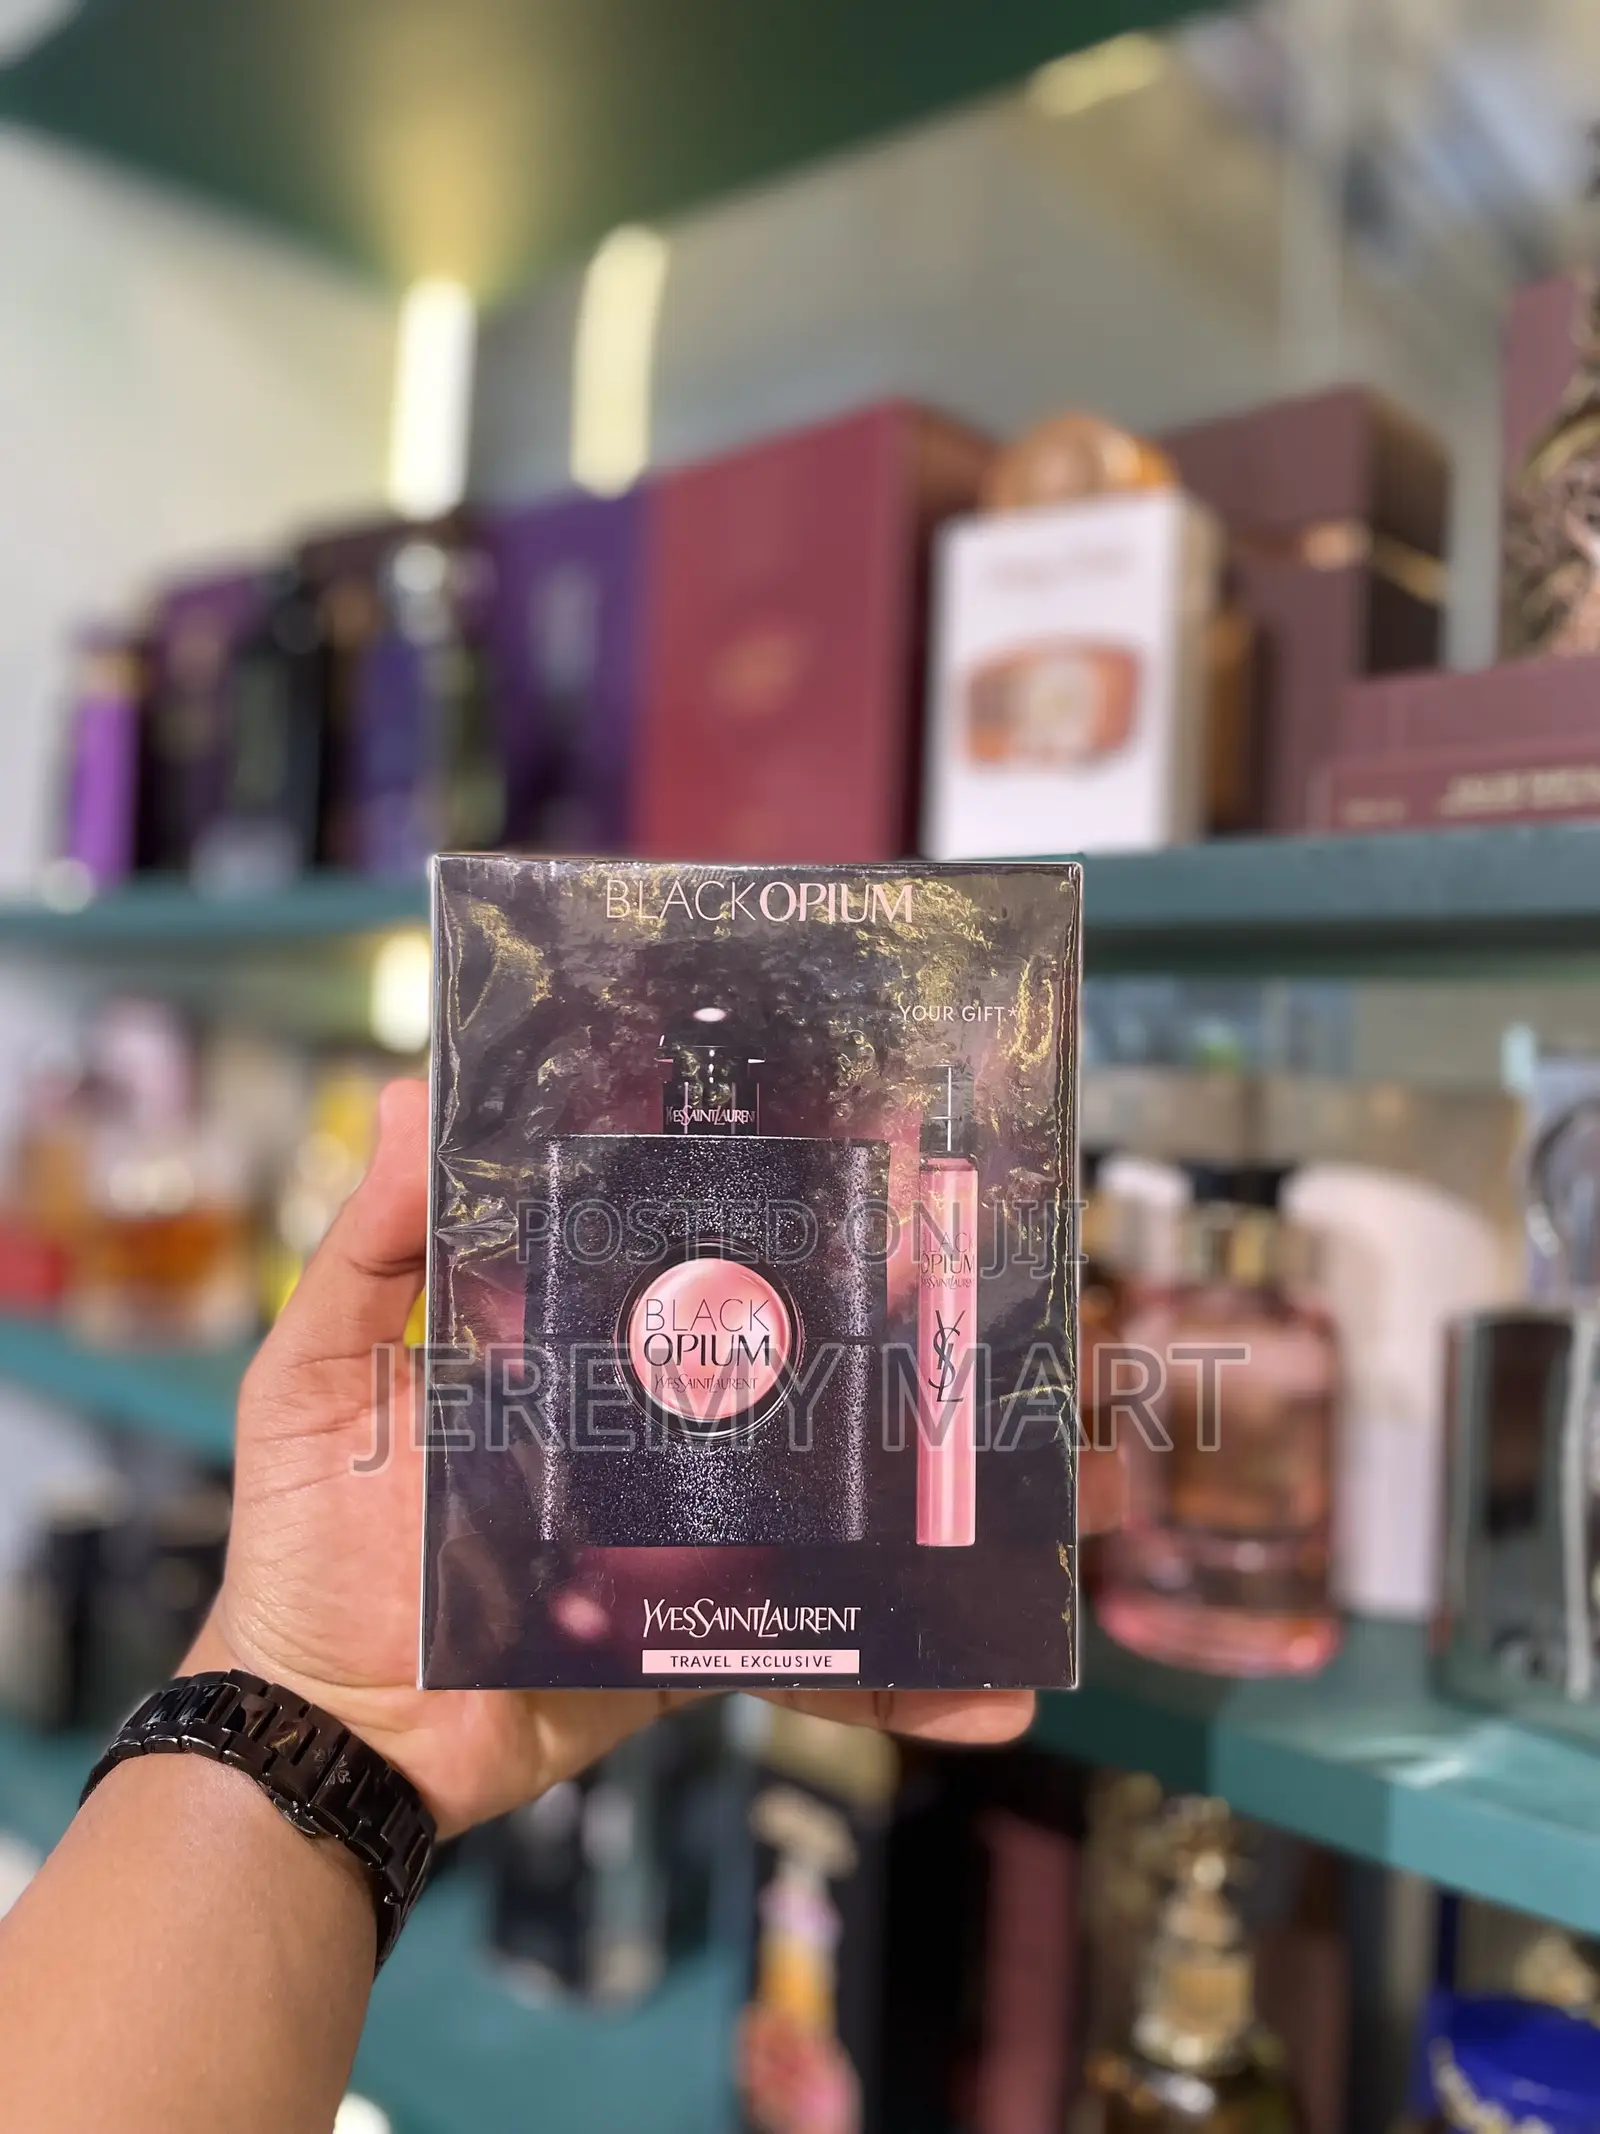 BLACKOPIUM
YOUR GIFT*
YVESSAINTLAURENT
POSTED ON JIJI
BLACK
OPIUM
YVESSAINTLAURENT
BLACK
OPIUM
YVESSAINTLAURENT
YSL
JEREMY MART
YVESSAINTLAURENT
TRAVEL EXCLUSIVE